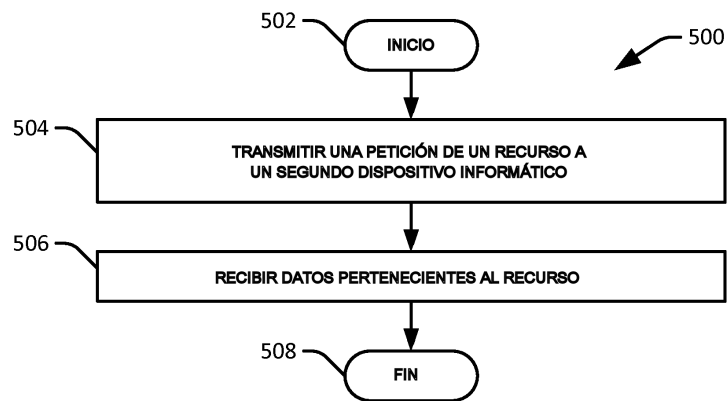 502
INICIO
500
504
TRANSMITIR UNA PETICIÓN DE UN RECURSO A
UN SEGUNDO DISPOSITIVO INFORMÁTICO
506
RECIBIR DATOS PERTENECIENTES AL RECURSO
508
FIN